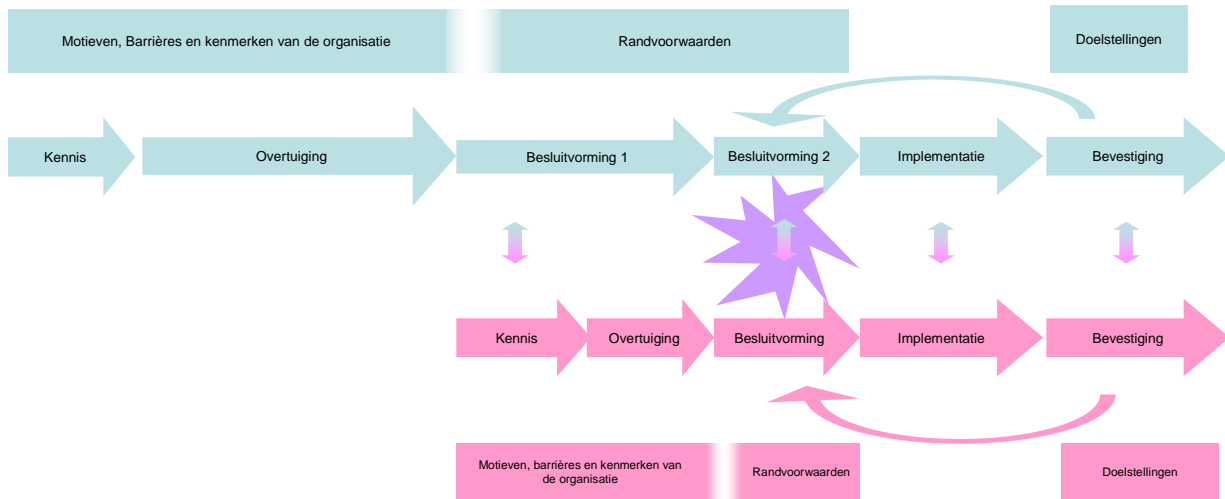 Motieven, Barrières en kenmerken van de organisatie
Randvoorwaarden
Doelstellingen
Kennis
Overtuiging
Besluitvorming 1
Besluitvorming 2
Implementatie
Bevestiging
Kennis
Overtuiging
Besluitvorming
Implementatie
Bevestiging
Motieven, barrières en kenmerken van
de organisatie
Randvoorwaarden
Doelstellingen